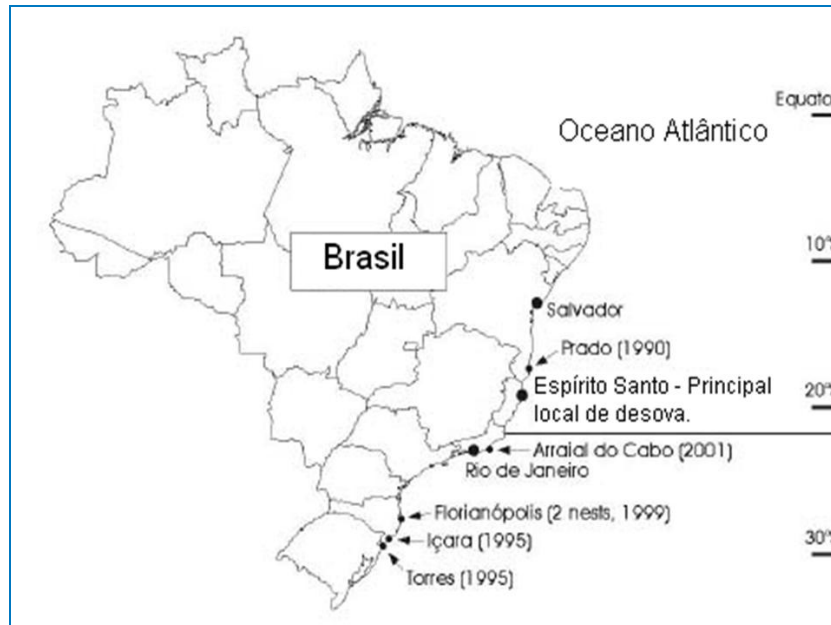 Equato
Oceano Atlântico
Brasil
10°
Salvador
Prado (1990)
Espírito Santo - Principal
local de desova.
20°
Arraial do Cabo (2001)
Rio de Janeiro
Florianópolis (2 nests, 1999)
Içara (1995)
30°
Torres (1995)